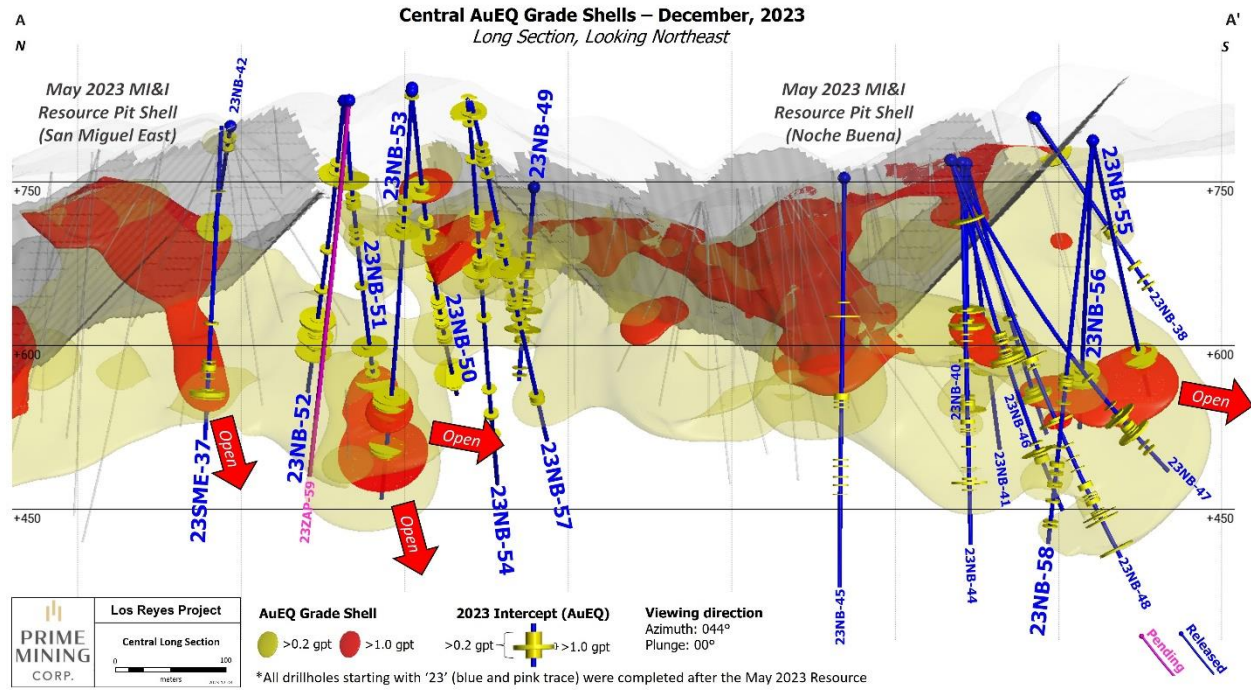 Central AuEQ Grade Shells – December, 2023
Long Section, Looking Northeast
A
N
A'
S
May 2023 MI&I
Resource Pit Shell
(San Miguel East)
May 2023 MI&I
Resource Pit Shell
(Noche Buena)
23NB-42
23NB-53
23NB-49
23NB-55
+750
+750
23NB-51
23NB-50
23NB-56
23NB-38
+600
+600
23NB-52
23NB-40
23NB-46
23NB-41
23NB-47
Open
Open
Open
Open
23SME-37
23ZAP-59
23NB-54
23NB-57
+450
+450
23NB-45
23NB-44
23NB-58
23NB-48
PRIME
MINING
CORP.
Los Reyes Project
Central Long Section
0 100
meters
AuEQ Grade Shell
>0.2 gpt
>1.0 gpt
2023 Intercept (AuEQ)
>0.2 gpt
>1.0 gpt
Viewing direction
Azimuth: 044°
Plunge: 00°
Pending
Released
*All drillholes starting with '23' (blue and pink trace) were completed after the May 2023 Resource